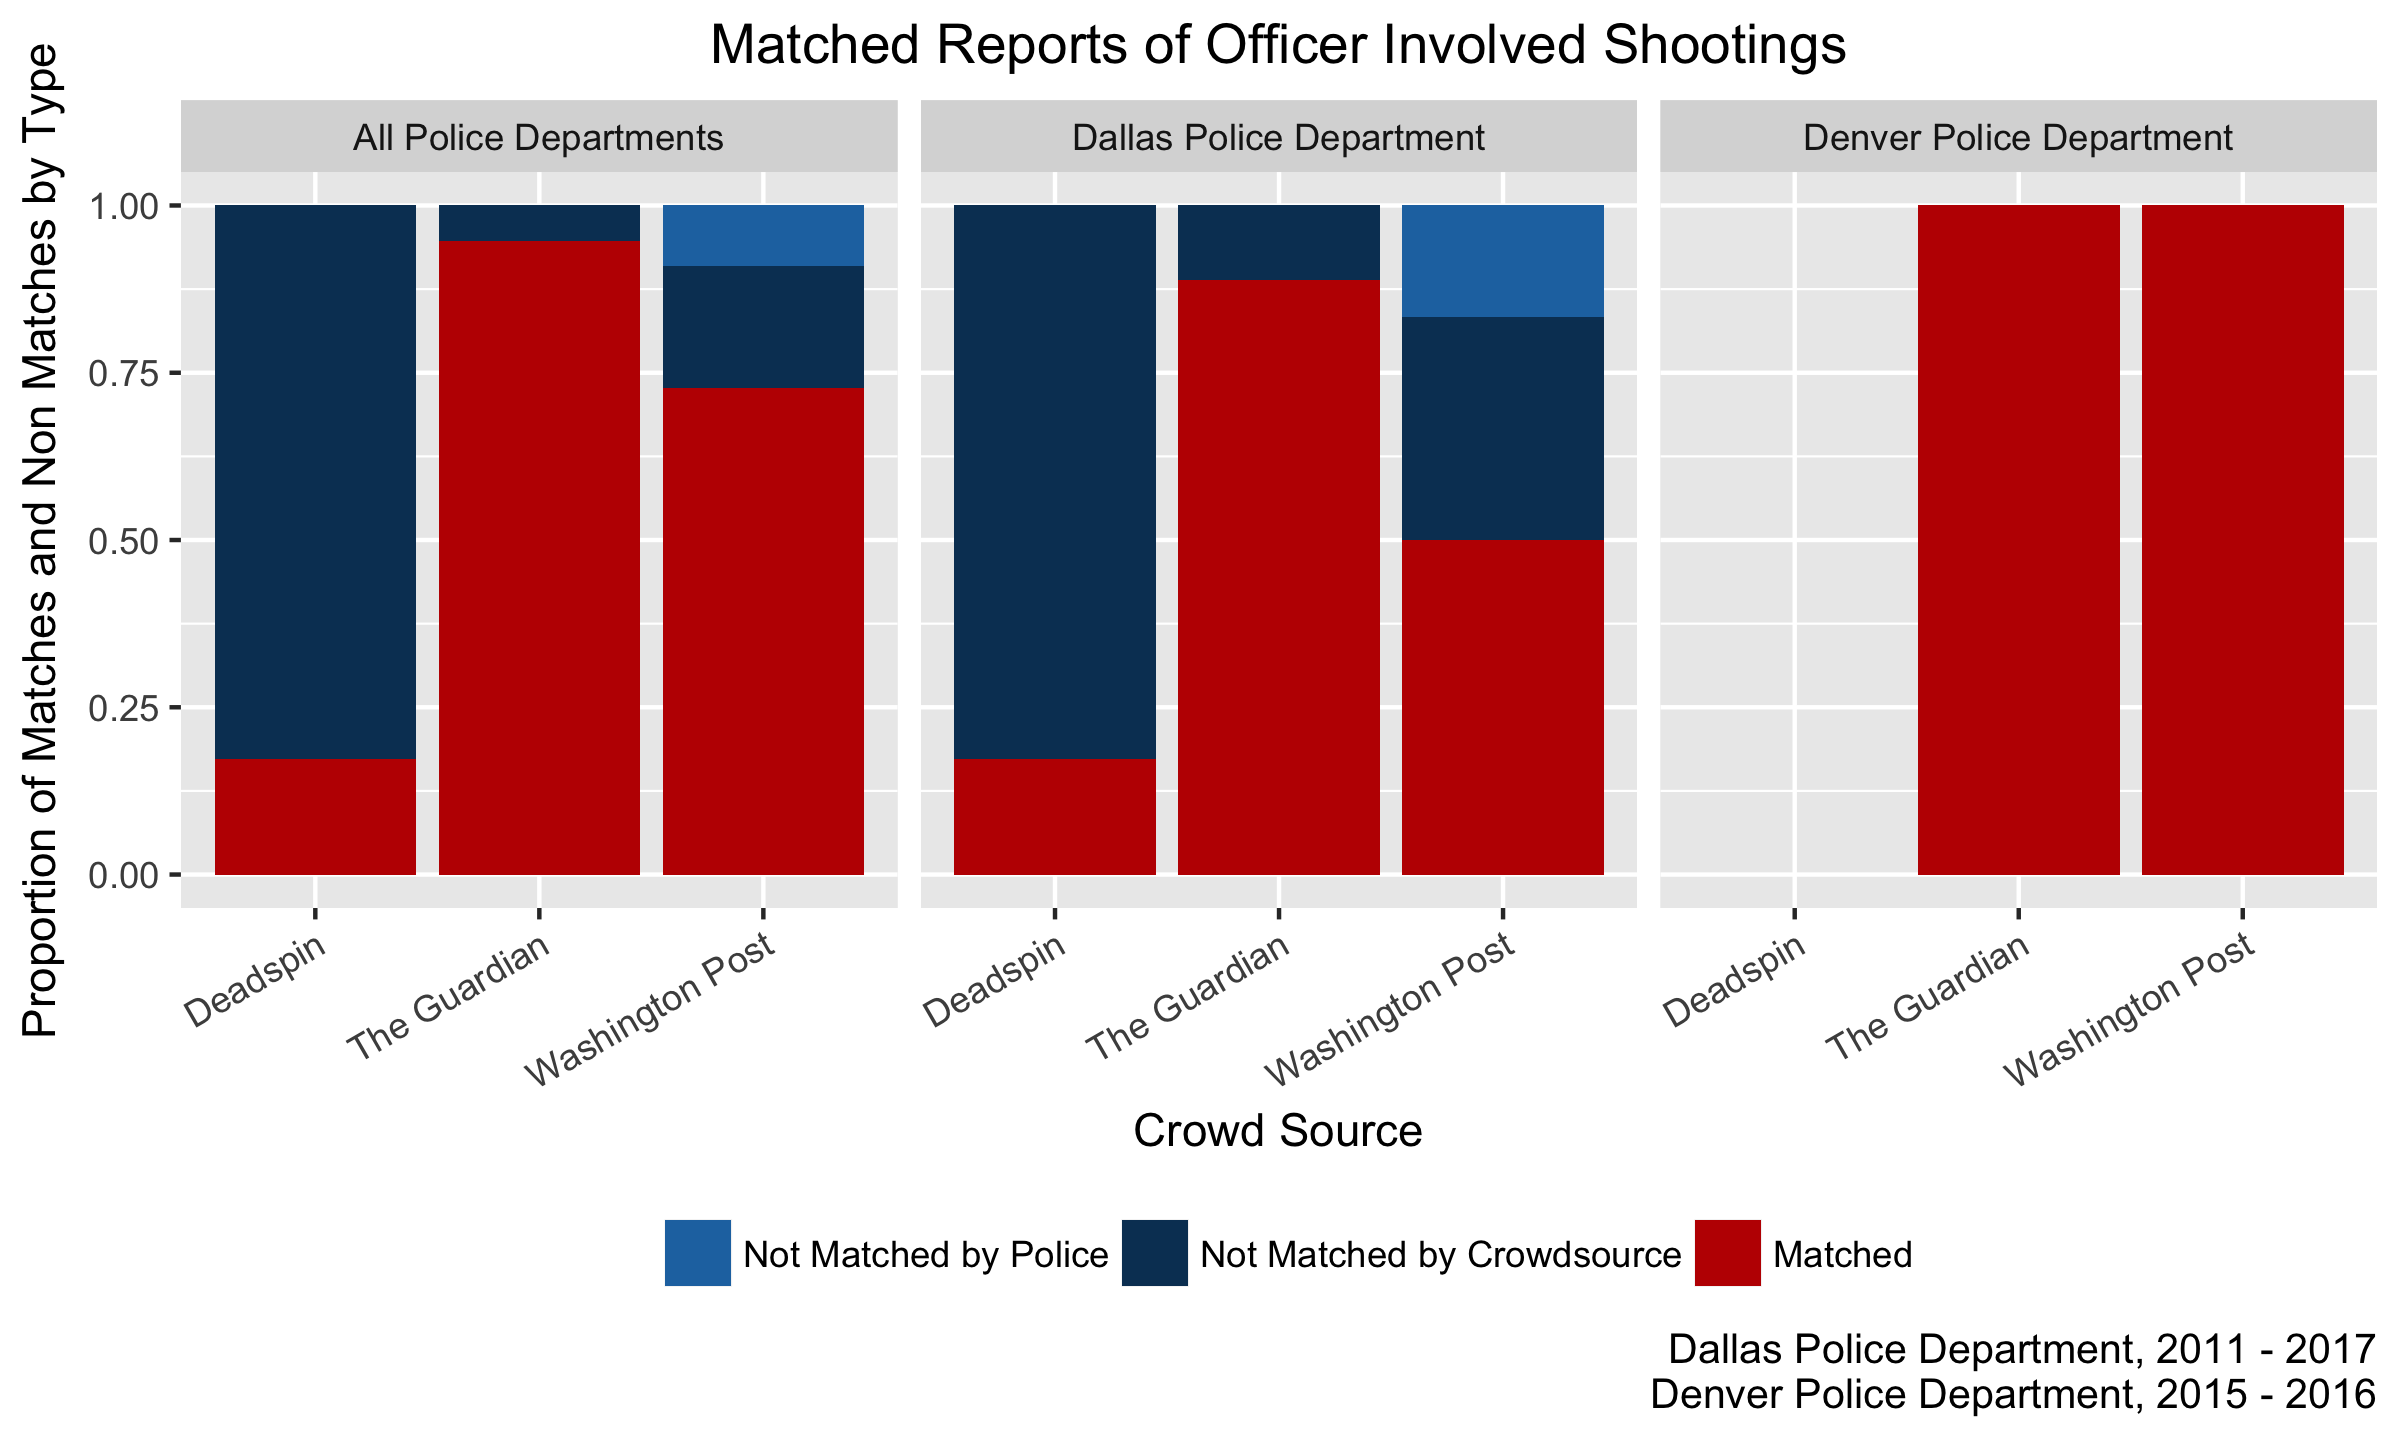 Matched Reports of Officer Involved Shootings
Proportion of Matches and Non Matches by Type
All Police Departments
Dallas Police Department
Denver Police Department
1.00
0.75
0.50
0.25
0.00
Deadspin
The Guardian
Washington Post
Deadspin
The Guardian
Washington Post
Deadspin
The Guardian
Washington Post
Crowd Source
Not Matched by Police
Not Matched by Crowdsource
Matched
Dallas Police Department, 2011 - 2017
Denver Police Department, 2015 - 2016